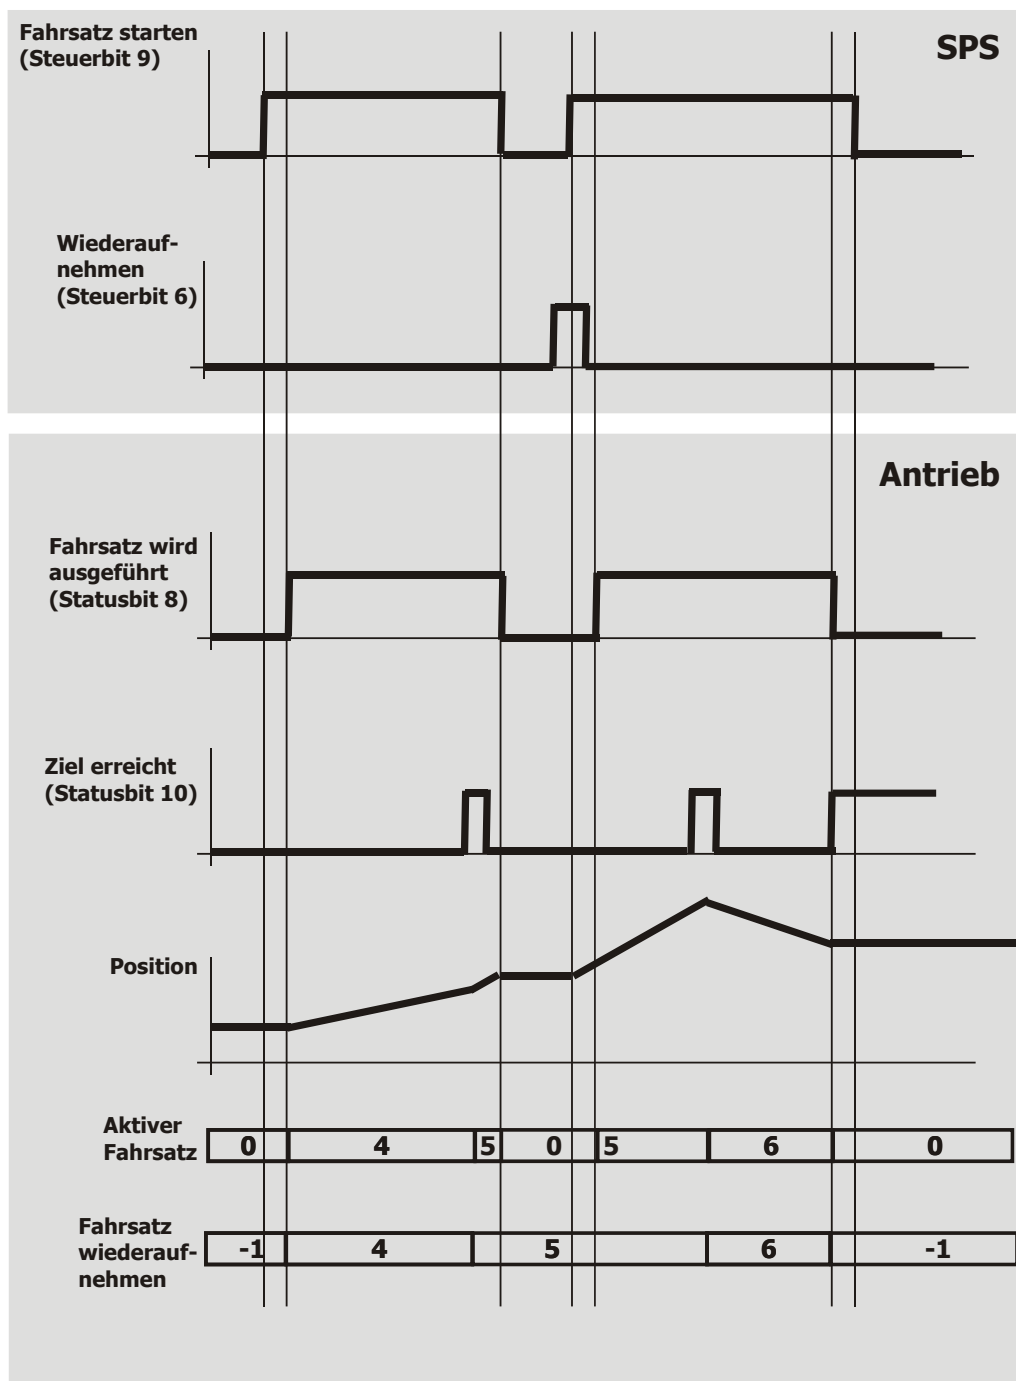 Fahrsatz starten
(Steuerbit 9)
SPS
Wiederauf-
nehmen
(Steuerbit 6)
Antrieb
Fahrsatz wird
ausgeführt
(Statusbit 8)
Ziel erreicht
(Statusbit 10)
Position
Aktiver
Fahrsatz
0 4 5 0 5 6 0
Fahrsatz
wiederauf-
nehmen
-1 4 5 6 -1